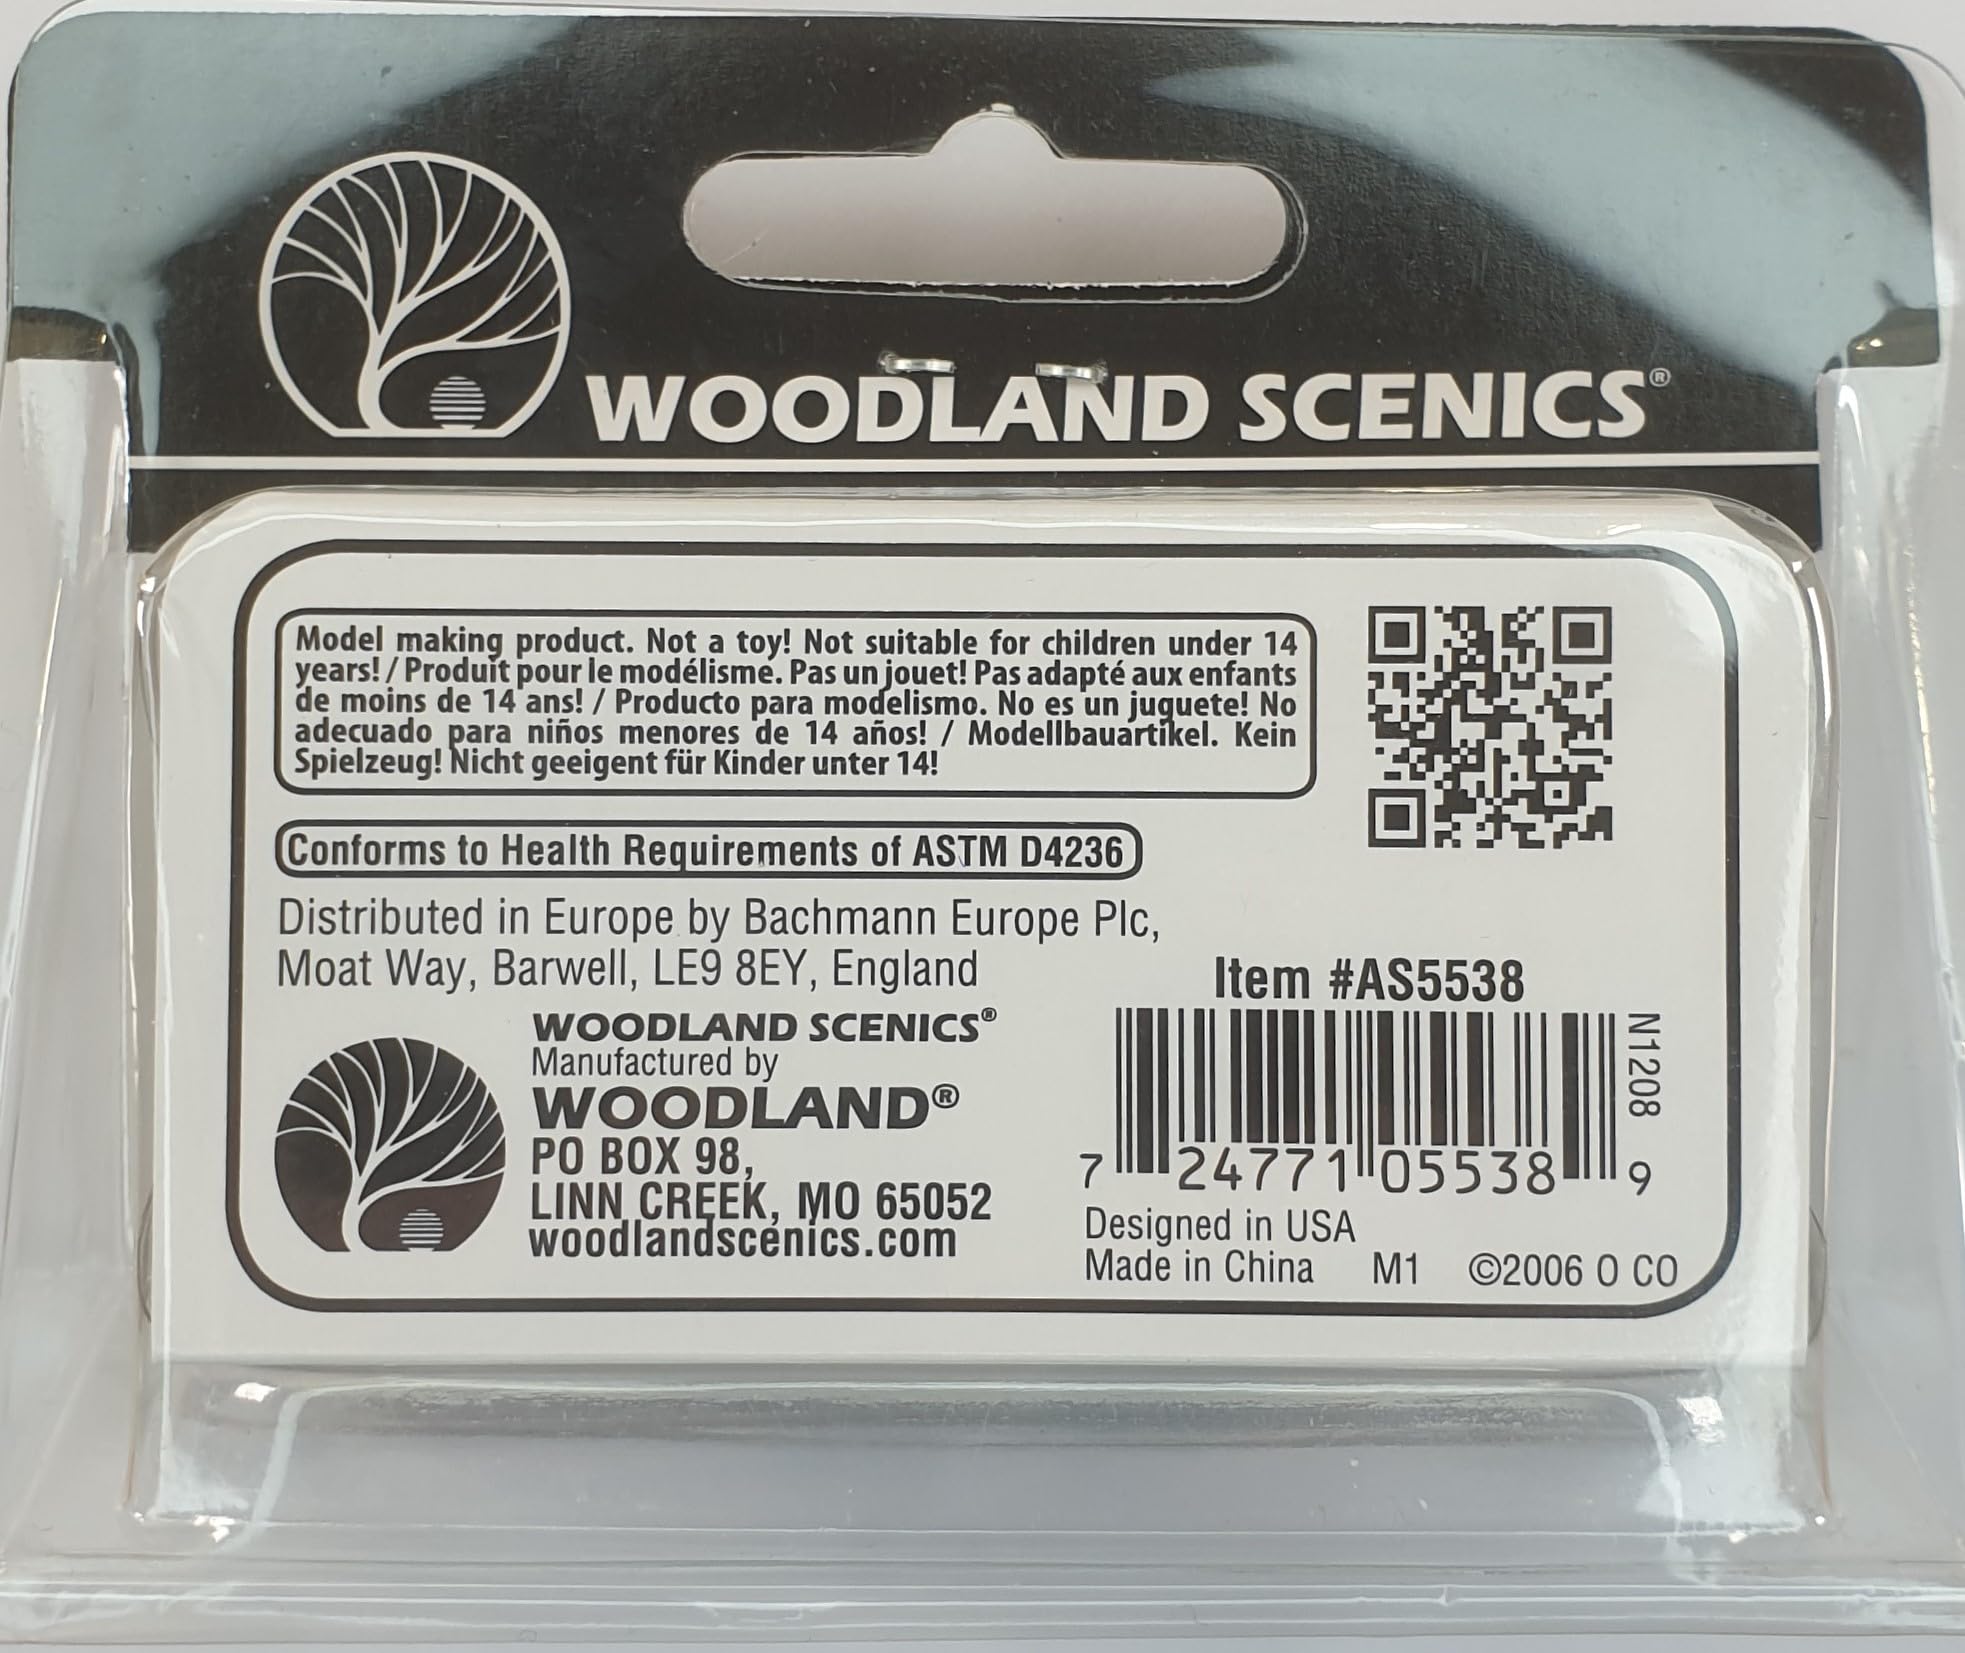 WOODLAND SCENICS®
Model making product. Not a toy! Not suitable for children under 14
years! / Produit pour le modélisme. Pas un jouet! Pas adapté aux enfants
de moins de 14 ans! / Producto para modelismo. No es un juguete! No
adecuado para niños menores de 14 años! / Modellbauartikel. Kein
Spielzeug! Nicht geeigent für Kinder unter 14!
Conforms to Health Requirements of ASTM D4236
Distributed in Europe by Bachmann Europe Plc,
Moat Way, Barwell, LE9 8EY, England
WOODLAND SCENICS®
Manufactured by
WOODLAND®
PO BOX 98,
LINN CREEK, MO 65052
woodlandscenics.com
Item #AS5538
N1208
7 24771 05538 9
Designed in USA
Made in China M1 ©2006 O CO